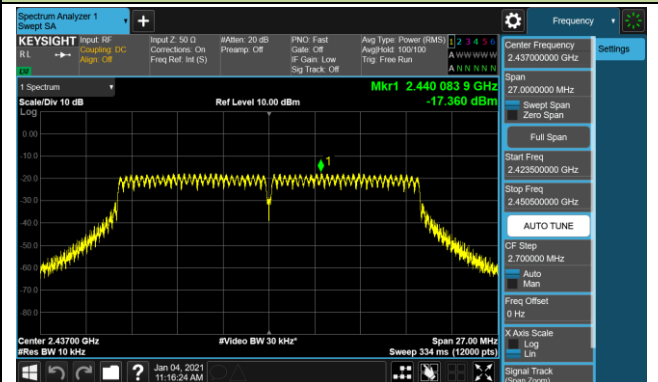 Spectrum Analyzer 1
Swept SA
Frequency
KEYSIGHT
RL
Input: RF
Coupling: DC
Align: Off
Input Z: 50 Ω
Corrections: On
Freq Ref: Int (S)
#Atten: 20 dB
Preamp: Off
PNO: Fast
Gate: Off
IF Gain: Low
Sig Track: Off
Avg Type: Power (RMS)
Avg|Hold: 100/100
Trig: Free Run
1 2 3 4 5 6
A W W W W W
A N N N N N
1 Spectrum
Scale/Div 10 dB
Log
Ref Level 10.00 dBm
Mkr1 2.440 083 9 GHz
-17.360 dBm
0.00
-10.0
-20.0
-30.0
-40.0
-50.0
-60.0
-70.0
-80.0
1
Center 2.43700 GHz
#Res BW 10 kHz
#Video BW 30 kHz*
Span 27.00 MHz
Sweep 334 ms (12000 pts)
Jan 04, 2021
11:16:24 AM
Center Frequency
2.437000000 GHz
Span
27.0000000 MHz
Swept Span
Zero Span
Full Span
Start Freq
2.423500000 GHz
Stop Freq
2.450500000 GHz
AUTO TUNE
CF Step
2.700000 MHz
Auto
Man
Freq Offset
0 Hz
X Axis Scale
Log
Lin
Signal Track
(Span Zoom)
Settings